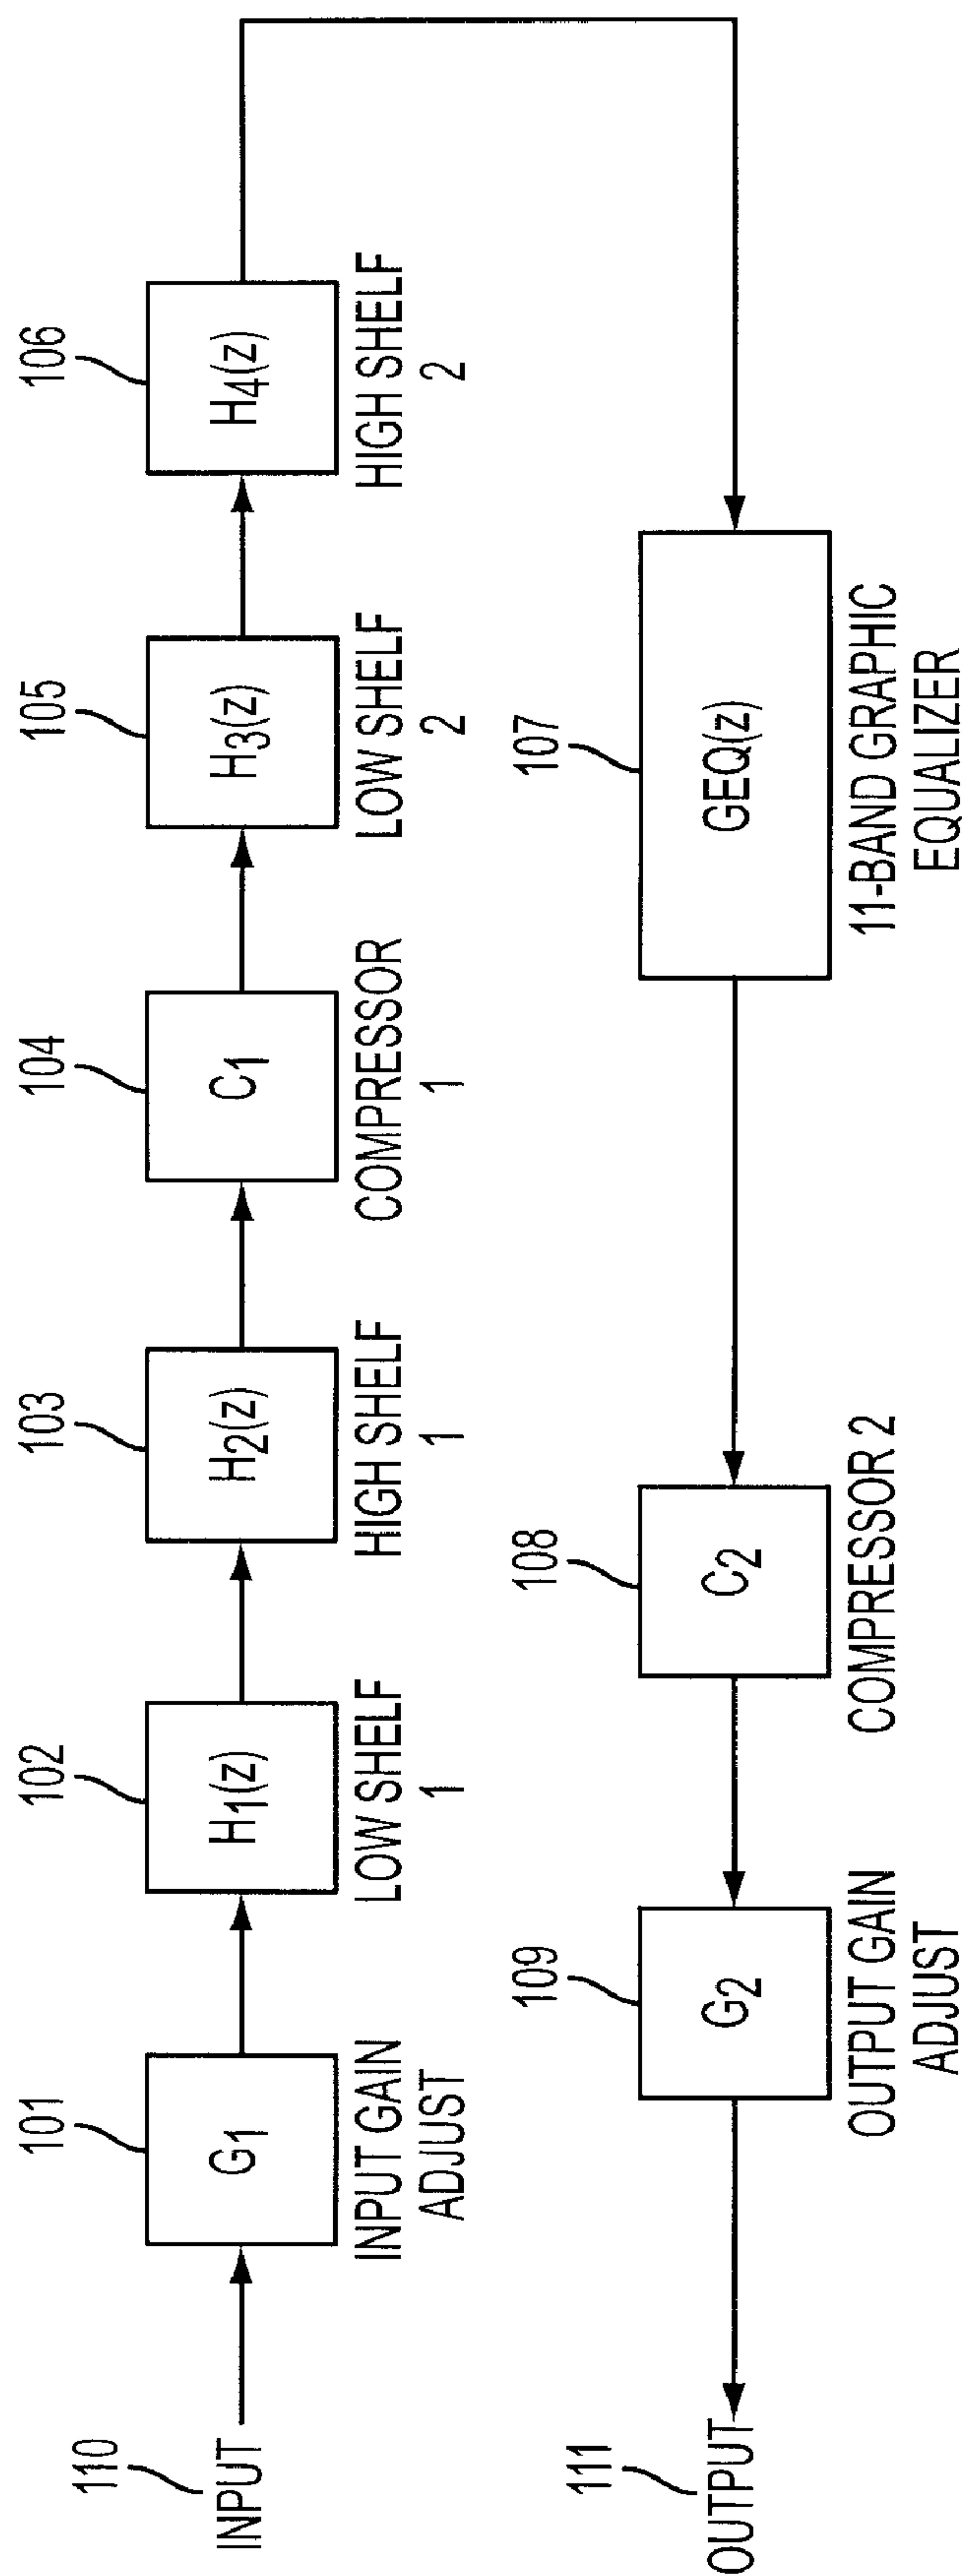 110
INPUT
101
G1
INPUT GAIN
ADJUST
102
H1(z)
LOW SHELF
1
103
H2(z)
HIGH SHELF
1
104
C1
COMPRESSOR
1
105
H3(z)
LOW SHELF
2
106
H4(z)
HIGH SHELF
2
107
GEQ(z)
11-BAND GRAPHIC
EQUALIZER
108
C2
COMPRESSOR 2
109
G2
OUTPUT GAIN
ADJUST
111
OUTPUT